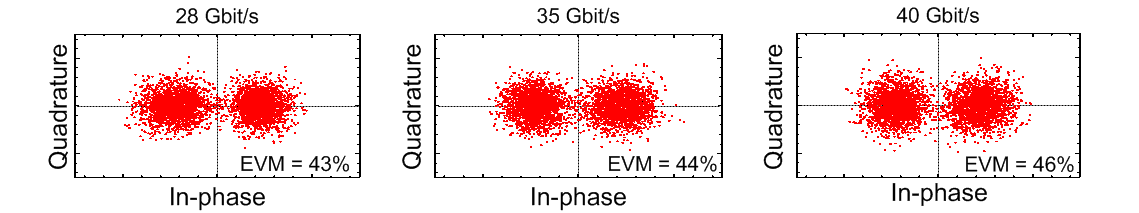 28 Gbit/s
Quadrature
EVM = 43%
In-phase
35 Gbit/s
Quadrature
EVM = 44%
In-phase
40 Gbit/s
Quadrature
EVM = 46%
In-phase